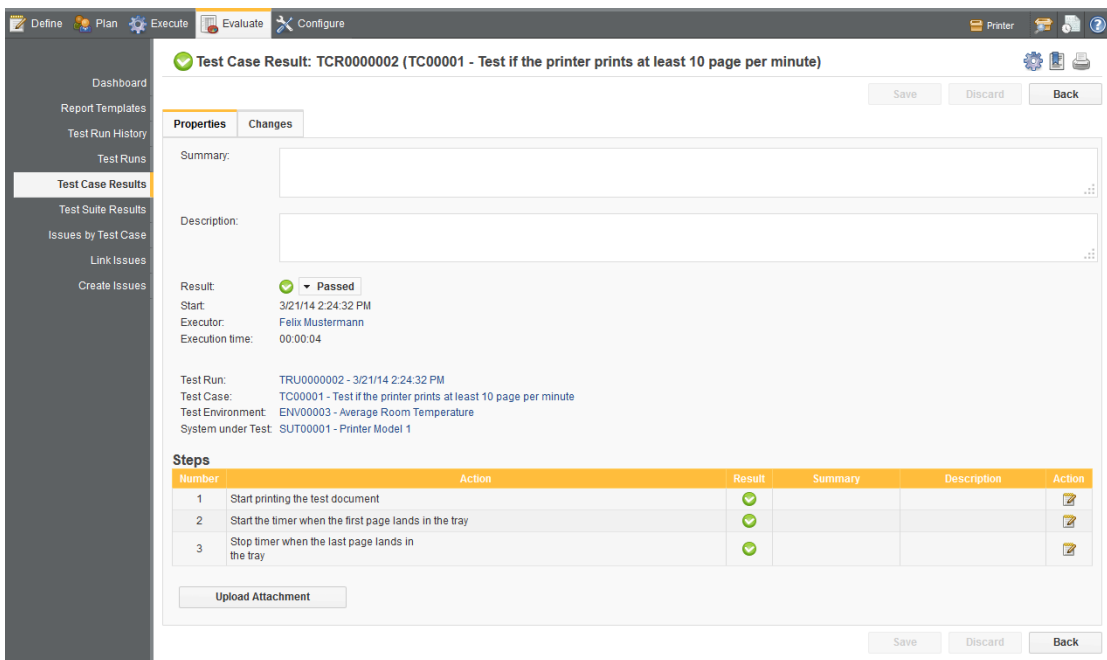 Define Plan Execute Evaluate Configure Printer
Test Case Result: TCR0000002 (TC00001 - Test if the printer prints at least 10 page per minute)
Dashboard
Report Templates
Test Run History
Test Runs
Test Case Results
Test Suite Results
Issues by Test Case
Link Issues
Create Issues
Save Discard Back
Properties Changes
Summary:
Description:
Result: Passed
Start: 3/21/14 2:24:32 PM
Executor: Felix Mustermann
Execution time: 00:00:04
Test Run: TRU0000002 - 3/21/14 2:24:32 PM
Test Case: TC00001 - Test if the printer prints at least 10 page per minute
Test Environment: ENV00003 - Average Room Temperature
System under Test: SUT00001 - Printer Model 1
Steps
Number Action Result Summary Description Action
1 Start printing the test document
2 Start the timer when the first page lands in the tray
3 Stop timer when the last page lands in
the tray
Upload Attachment
Save Discard Back